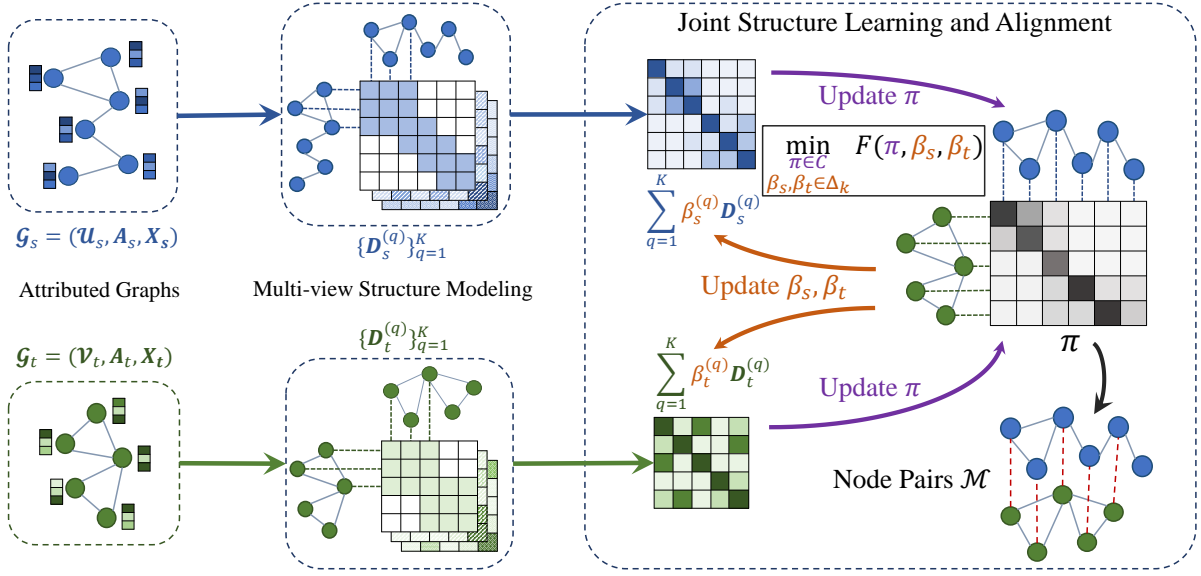 Joint Structure Learning and Alignment
Update π
min F(π, β_s, β_t)
π∈C
β_s,β_t∈Δ_k
∑_{q=1}^{K} β_s^{(q)} D_s^{(q)}
𝓖_s = (𝓤_s, A_s, X_s)
{D_s^{(q)}}_{q=1}^{K}
Attributed Graphs
Multi-view Structure Modeling
Update β_s, β_t
𝓖_t = (𝓥_t, A_t, X_t)
{D_t^{(q)}}_{q=1}^{K}
∑_{q=1}^{K} β_t^{(q)} D_t^{(q)}
π
Update π
Node Pairs ℳ